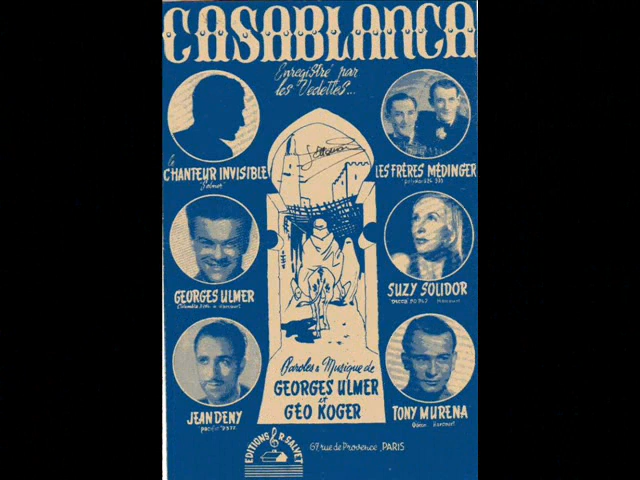 CASABLANCA
Enregistré par
les Vedettes...
le
CHANTEUR INVISIBLE
LES FRÈRES MÉDINGER
GEORGES ULMER
SUZY SOLIDOR
JEAN DENY
TONY MURENA
Paroles & Musique de
GEORGES ULMER
et
GÉO KOGER
EDITIONS R. SALVET
67 rue de Provence, PARIS